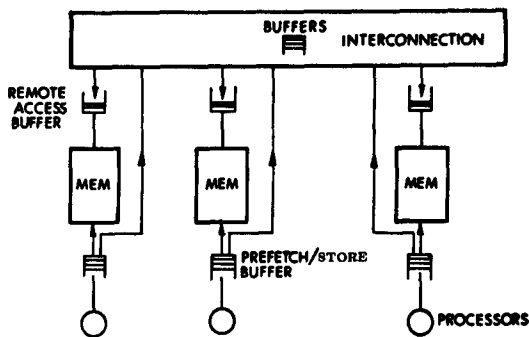 BUFFERS
INTERCONNECTION
REMOTE
ACCESS
BUFFER
MEM
MEM
MEM
PREFETCH/STORE
BUFFER
PROCESSORS